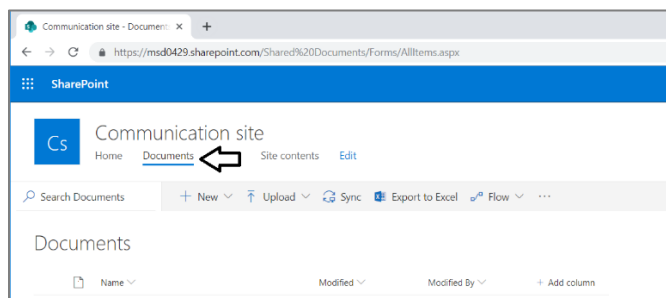 Communication site - Document
https://msd0429.sharepoint.com/Shared%20Documents/Forms/AllItems.aspx
SharePoint
Cs
Communication site
Home Documents Site contents Edit
Search Documents + New Upload Sync Export to Excel Flow ...
Documents
Name Modified Modified By + Add column